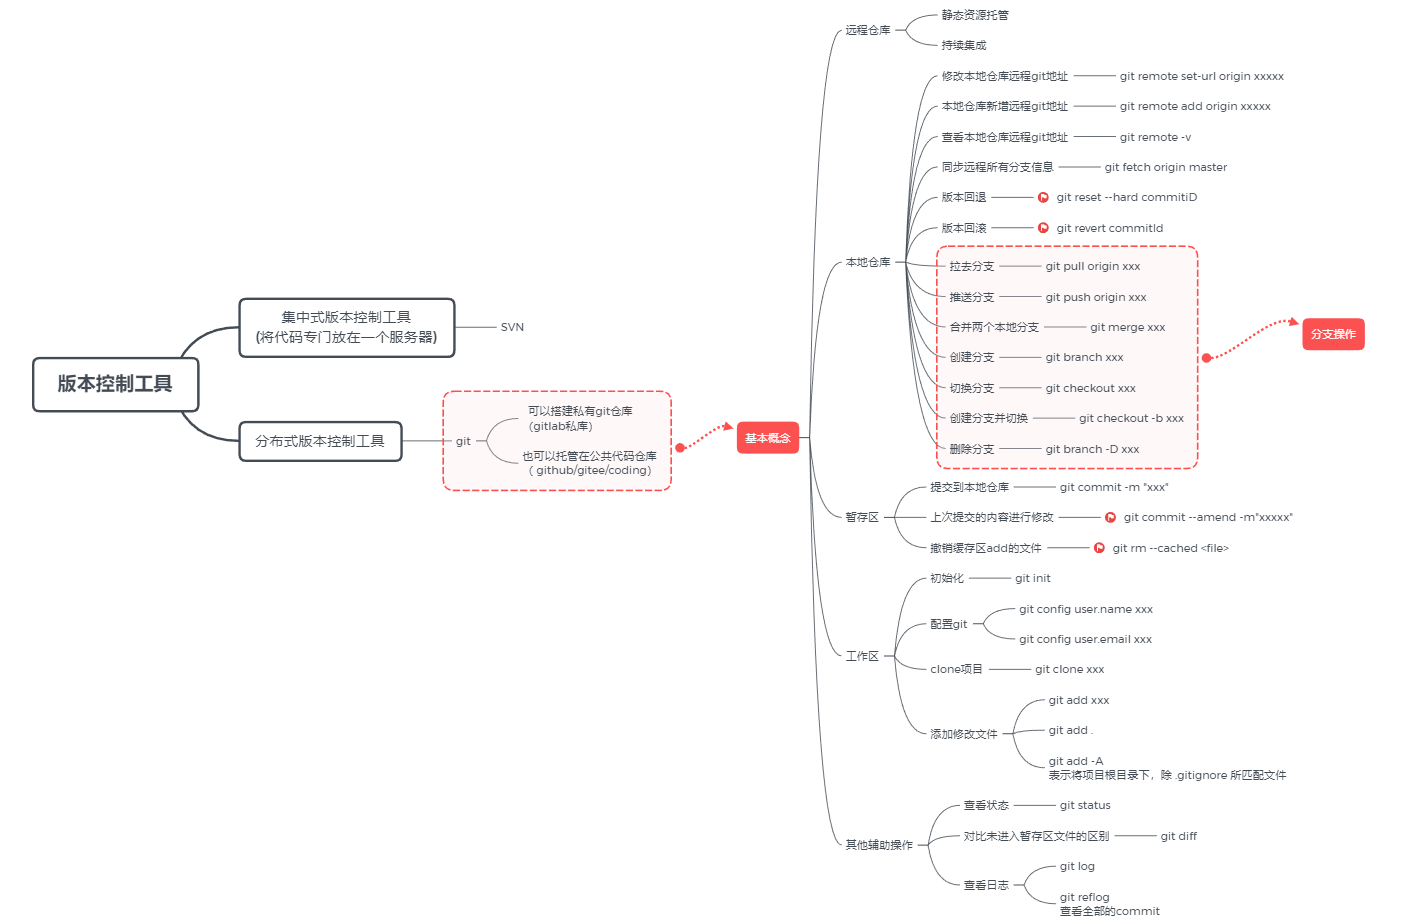 版本控制工具
集中式版本控制工具
(将代码专门放在一个服务器)
SVN
分布式版本控制工具
git
可以搭建私有git仓库
(gitlab私库)
也可以托管在公共代码仓库
( github/gitee/coding)
基本概念
远程仓库
静态资源托管
持续集成
本地仓库
修改本地仓库远程git地址
git remote set-url origin xxxxx
本地仓库新增远程git地址
git remote add origin xxxxx
查看本地仓库远程git地址
git remote -v
同步远程所有分支信息
git fetch origin master
版本回退
git reset --hard commitiD
版本回滚
git revert commitId
拉去分支
git pull origin xxx
推送分支
git push origin xxx
合并两个本地分支
git merge xxx
创建分支
git branch xxx
切换分支
git checkout xxx
创建分支并切换
git checkout -b xxx
删除分支
git branch -D xxx
分支操作
暂存区
提交到本地仓库
git commit -m "xxx"
上次提交的内容进行修改
git commit --amend -m"xxxxx"
撤销缓存区add的文件
git rm --cached <file>
工作区
初始化
git init
配置git
git config user.name xxx
git config user.email xxx
clone项目
git clone xxx
添加修改文件
git add xxx
git add .
git add -A
表示将项目根目录下，除 .gitignore 所匹配文件
其他辅助操作
查看状态
git status
对比未进入暂存区文件的区别
git diff
查看日志
git log
git reflog
查看全部的commit